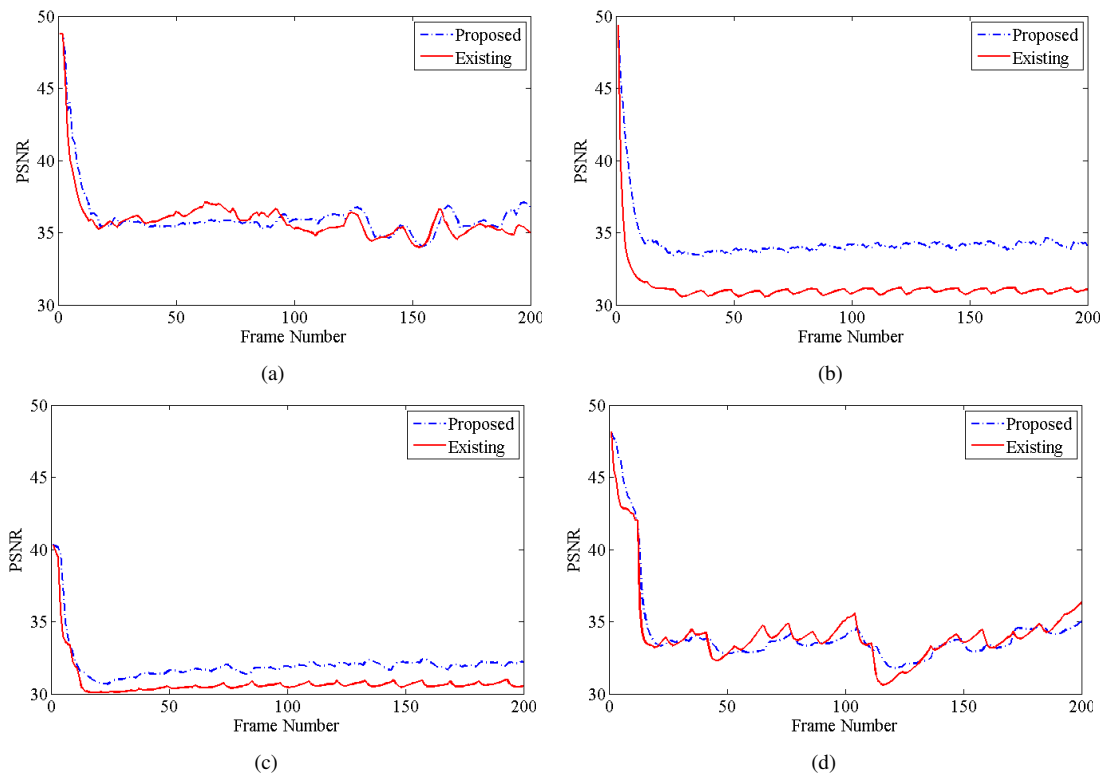 50
45
40
35
30
PSNR
0
50
100
150
200
Frame Number
Proposed
Existing
(a)
50
45
40
35
30
PSNR
0
50
100
150
200
Frame Number
Proposed
Existing
(b)
50
45
40
35
30
PSNR
0
50
100
150
200
Frame Number
Proposed
Existing
(c)
50
45
40
35
30
PSNR
0
50
100
150
200
Frame Number
Proposed
Existing
(d)